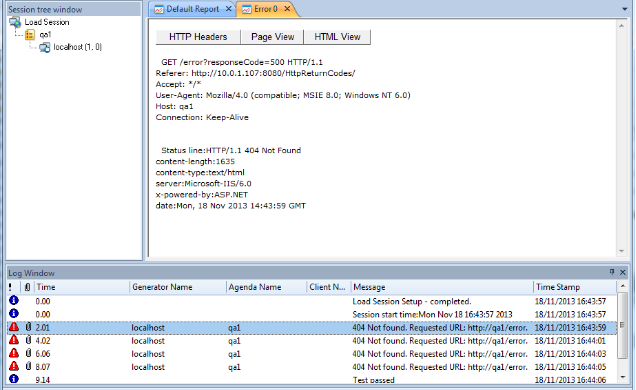 Session tree window
Load Session
qa1
localhost (1, 0)
Default Report
Error 0
HTTP Headers Page View HTML View
GET /error?responseCode=500 HTTP/1.1
Referer: http://10.0.1.107:8080/HttpReturnCodes/
Accept: */*
User-Agent: Mozilla/4.0 (compatible; MSIE 8.0; Windows NT 6.0)
Host: qa1
Connection: Keep-Alive
Status line:HTTP/1.1 404 Not Found
content-length:1635
content-type:text/html
server:Microsoft-IIS/6.0
x-powered-by:ASP.NET
date:Mon, 18 Nov 2013 14:43:59 GMT
Log Window
! Time Generator Name Agenda Name Client N... Message Time Stamp
0.00 Load Session Setup - completed. 18/11/2013 16:43:57
0.00 Session start time:Mon Nov 18 16:43:57 2013 18/11/2013 16:43:57
2.01 localhost qa1 404 Not found. Requested URL: http://qa1/error. 18/11/2013 16:43:59
4.02 localhost qa1 404 Not found. Requested URL: http://qa1/error. 18/11/2013 16:44:01
6.06 localhost qa1 404 Not found. Requested URL: http://qa1/error. 18/11/2013 16:44:03
8.07 localhost qa1 404 Not found. Requested URL: http://qa1/error. 18/11/2013 16:44:05
9.14 Test passed 18/11/2013 16:44:06